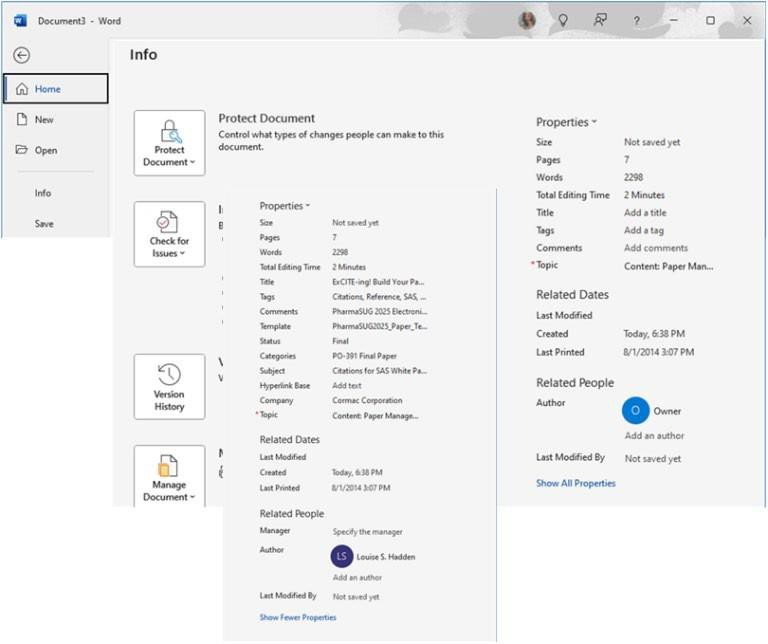 Document3 - Word
?
Info
Home
New
Open
Info
Save
Protect Document
Protect Document
Control what types of changes people can make to this document.
Check for Issues
Version History
Manage Document
Properties
Size Not saved yet
Pages 7
Words 2298
Total Editing Time 2 Minutes
Title Add a title
Tags Add a tag
Comments Add comments
* Topic Content: Paper Man...
Related Dates
Last Modified
Created Today, 6:38 PM
Last Printed 8/1/2014 3:07 PM
Related People
Author O Owner
Add an author
Last Modified By Not saved yet
Show All Properties
Properties
Size Not saved yet
Pages 7
Words 2298
Total Editing Time 2 Minutes
Title ExCITE-ing! Build Your Pa...
Tags Citations, Reference, SAS, ...
Comments PharmaSUG 2025 Electroni...
Template PharmaSUG2025_Paper_Te...
Status Final
Categories PO-391 Final Paper
Subject Citations for SAS White Pa...
Hyperlink Base Add text
Company Cormac Corporation
* Topic Content: Paper Manage...
Related Dates
Last Modified
Created Today, 6:38 PM
Last Printed 8/1/2014 3:07 PM
Related People
Manager Specify the manager
Author LS Louise S. Hadden
Add an author
Last Modified By Not saved yet
Show Fewer Properties